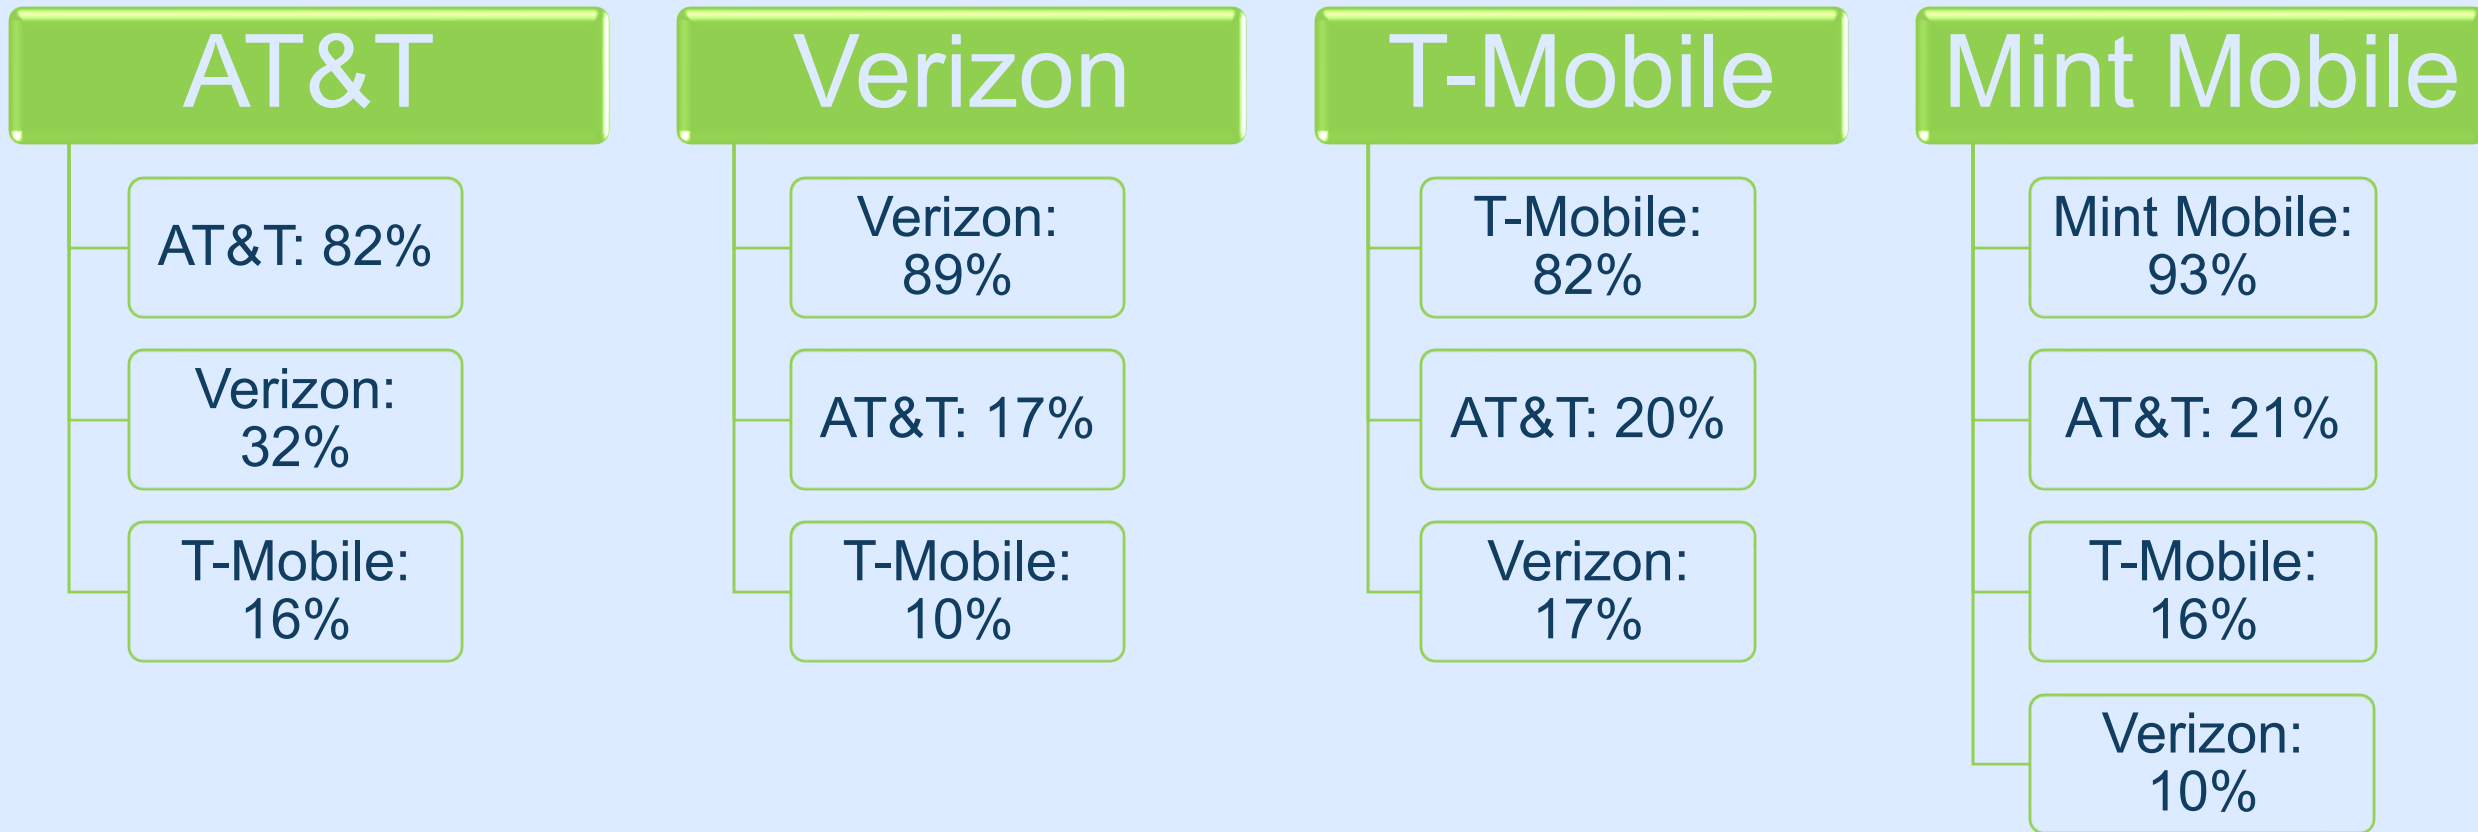 AT&T
AT&T: 82%
Verizon:
32%
T-Mobile:
16%
Verizon
Verizon:
89%
AT&T: 17%
T-Mobile:
10%
T-Mobile
T-Mobile:
82%
AT&T: 20%
Verizon:
17%
Mint Mobile
Mint Mobile:
93%
AT&T: 21%
T-Mobile:
16%
Verizon:
10%